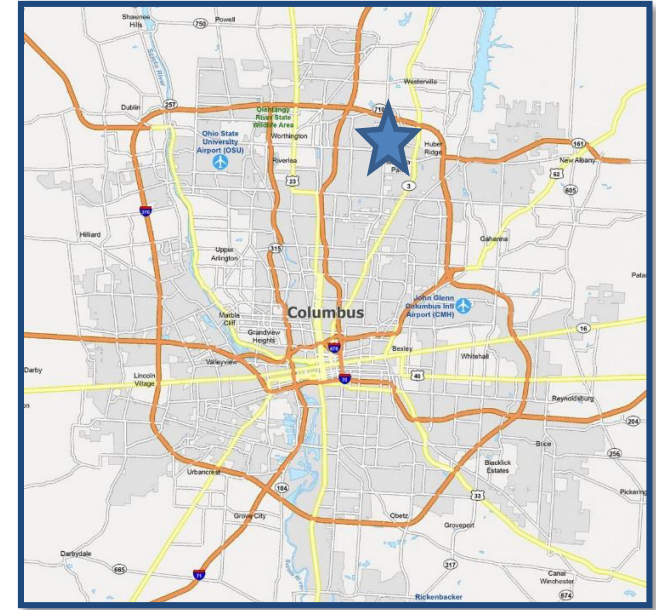 Shawnee
Hills
750
Powell
Scioto River
Westerville
Dublin
257
710
Olentangy
River State
Wildlife Area
Worthington
Ohio State
University
Airport (OSU)
Riverlea
Huber
Ridge
161
New Albany
62
605
23
3
270
Hilliard
Upper
Arlington
315
Gahanna
John Glenn
Columbus Intl
Airport (CMH)
Marble
Cliff
Columbus
Grandview
Heights
16
670
Bexley
Whitehall
Valleyview
Darby
Lincoln
Village
70
40
Reynoldsburg
204
Brice
256
Blacklick
Estates
Pickering
Urbancrest
104
33
Grove City
Obetz
Groveport
Darbydale
665
71
317
Canal
Winchester
Rickenbacker
674